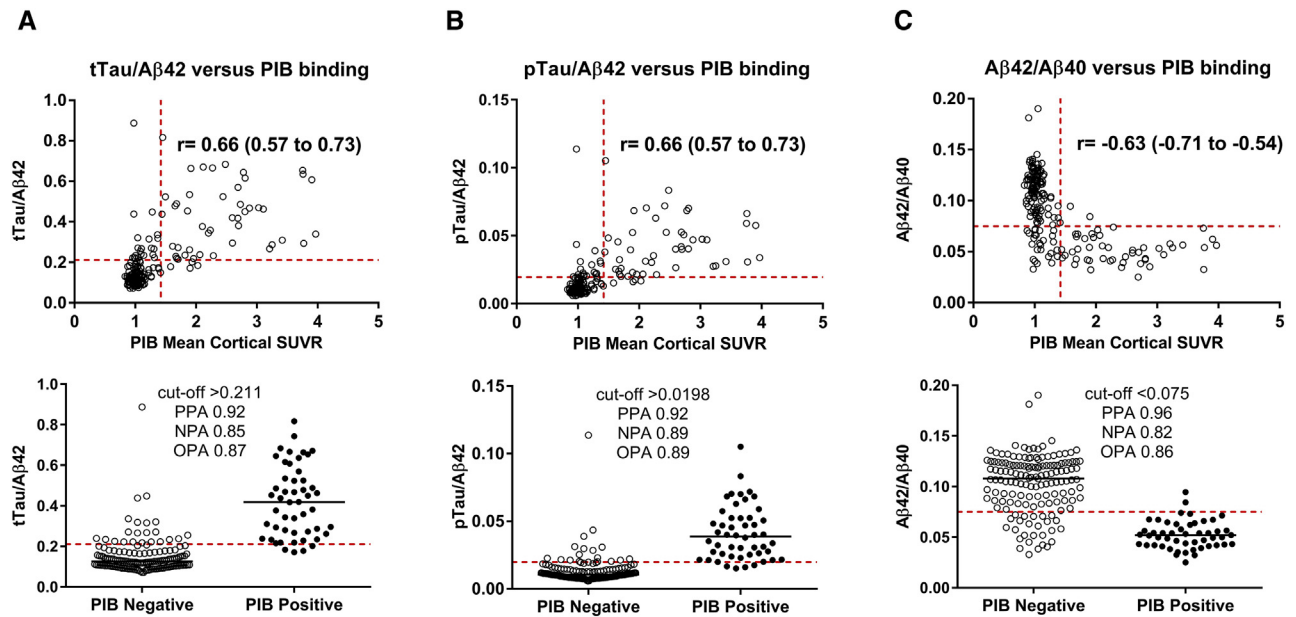 A
tTau/Aβ42 versus PIB binding
r= 0.66 (0.57 to 0.73)
tTau/Aβ42
1.0
0.8
0.6
0.4
0.2
0.0
0 1 2 3 4 5
PIB Mean Cortical SUVR
B
pTau/Aβ42 versus PIB binding
r= 0.66 (0.57 to 0.73)
pTau/Aβ42
0.15
0.10
0.05
0.00
0 1 2 3 4 5
PIB Mean Cortical SUVR
C
Aβ42/Aβ40 versus PIB binding
r= -0.63 (-0.71 to -0.54)
Aβ42/Aβ40
0.20
0.15
0.10
0.05
0.00
0 1 2 3 4 5
PIB Mean Cortical SUVR
cut-off >0.211
PPA 0.92
NPA 0.85
OPA 0.87
tTau/Aβ42
1.0
0.8
0.6
0.4
0.2
0.0
PIB Negative PIB Positive
cut-off >0.0198
PPA 0.92
NPA 0.89
OPA 0.89
pTau/Aβ42
0.15
0.10
0.05
0.00
PIB Negative PIB Positive
cut-off <0.075
PPA 0.96
NPA 0.82
OPA 0.86
Aβ42/Aβ40
0.20
0.15
0.10
0.05
0.00
PIB Negative PIB Positive